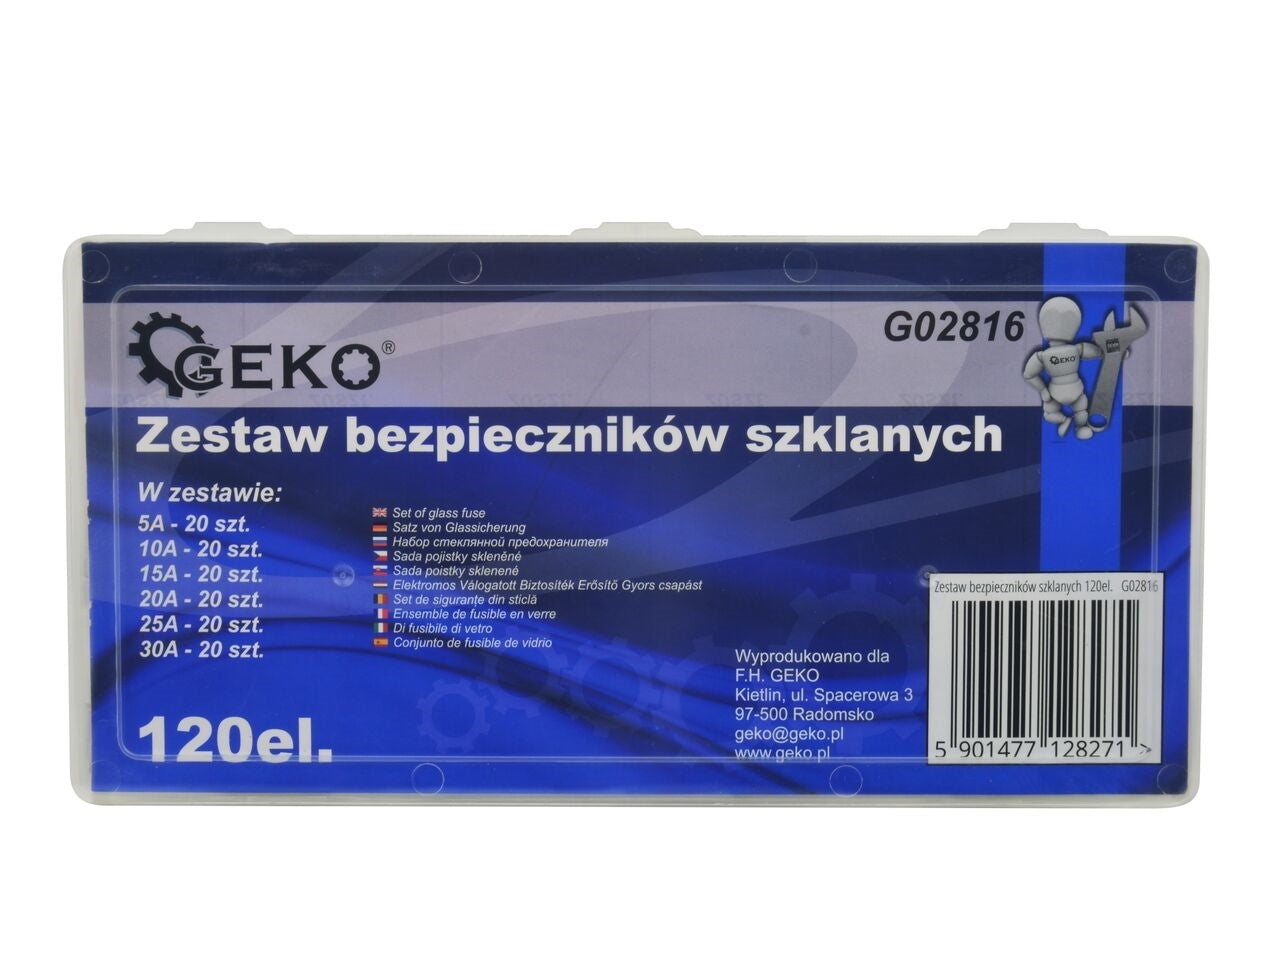 G02816
GEKO®
GEKO
Zestaw bezpieczników szklanych
W zestawie:
5A - 20 szt.
10A - 20 szt.
15A - 20 szt.
20A - 20 szt.
25A - 20 szt.
30A - 20 szt.
Set of glass fuse
Satz von Glassicherung
Набор стеклянной предохранителя
Sada pojistky skleněné
Sada poistky sklenené
Elektromos Válogatott Biztosíték Erősítő Gyors csapást
Set de sigurante din sticlă
Ensemble de fusible en verre
Di fusibile di vetro
Conjunto de fusible de vidrio
120el.
Wyprodukowano dla
F.H. GEKO
Kietlin, ul. Spacerowa 3
97-500 Radomsko
geko@geko.pl
www.geko.pl
Zestaw bezpieczników szklanych 120el. G02816
5 901477 128271 >